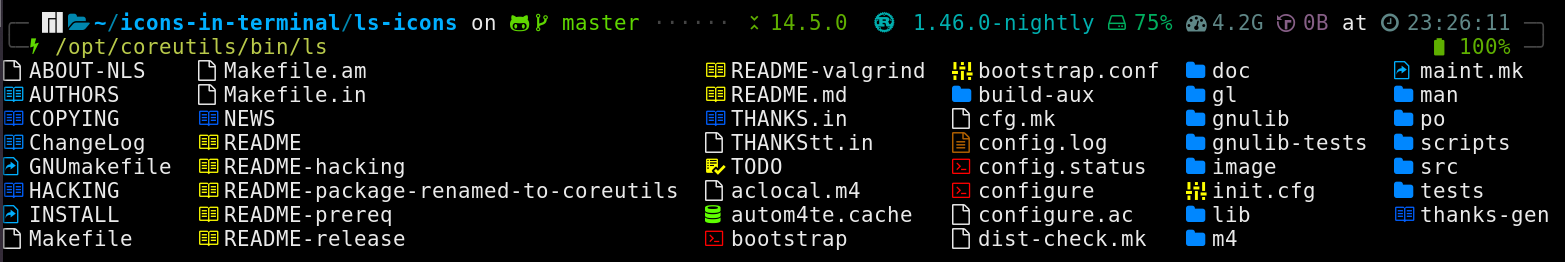 ~/icons-in-terminal/ls-icons on master ······· 14.5.0 1.46.0-nightly 75% 4.2G 0B at 23:26:11
/opt/coreutils/bin/ls 100%
ABOUT-NLS Makefile.am README-valgrind bootstrap.conf doc maint.mk
AUTHORS Makefile.in README.md build-aux gl man
COPYING NEWS THANKS.in cfg.mk gnulib po
ChangeLog README THANKStt.in config.log gnulib-tests scripts
GNUmakefile README-hacking TODO config.status image src
HACKING README-package-renamed-to-coreutils aclocal.m4 configure init.cfg tests
INSTALL README-prereq autom4te.cache configure.ac lib thanks-gen
Makefile README-release bootstrap dist-check.mk m4